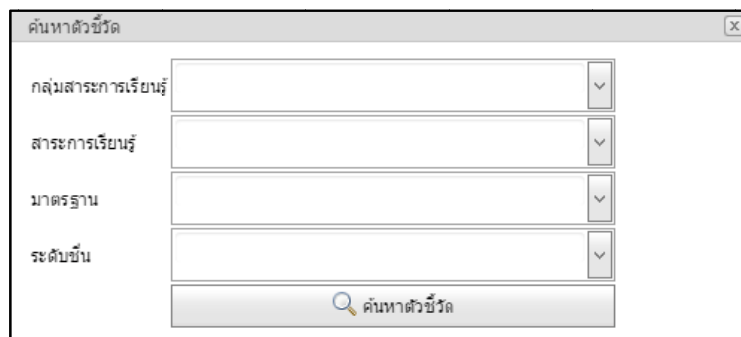 ค้นหาตัวชี้วัด
กลุ่มสาระการเรียนรู้
สาระการเรียนรู้
มาตรฐาน
ระดับชั้น
ค้นหาตัวชี้วัด